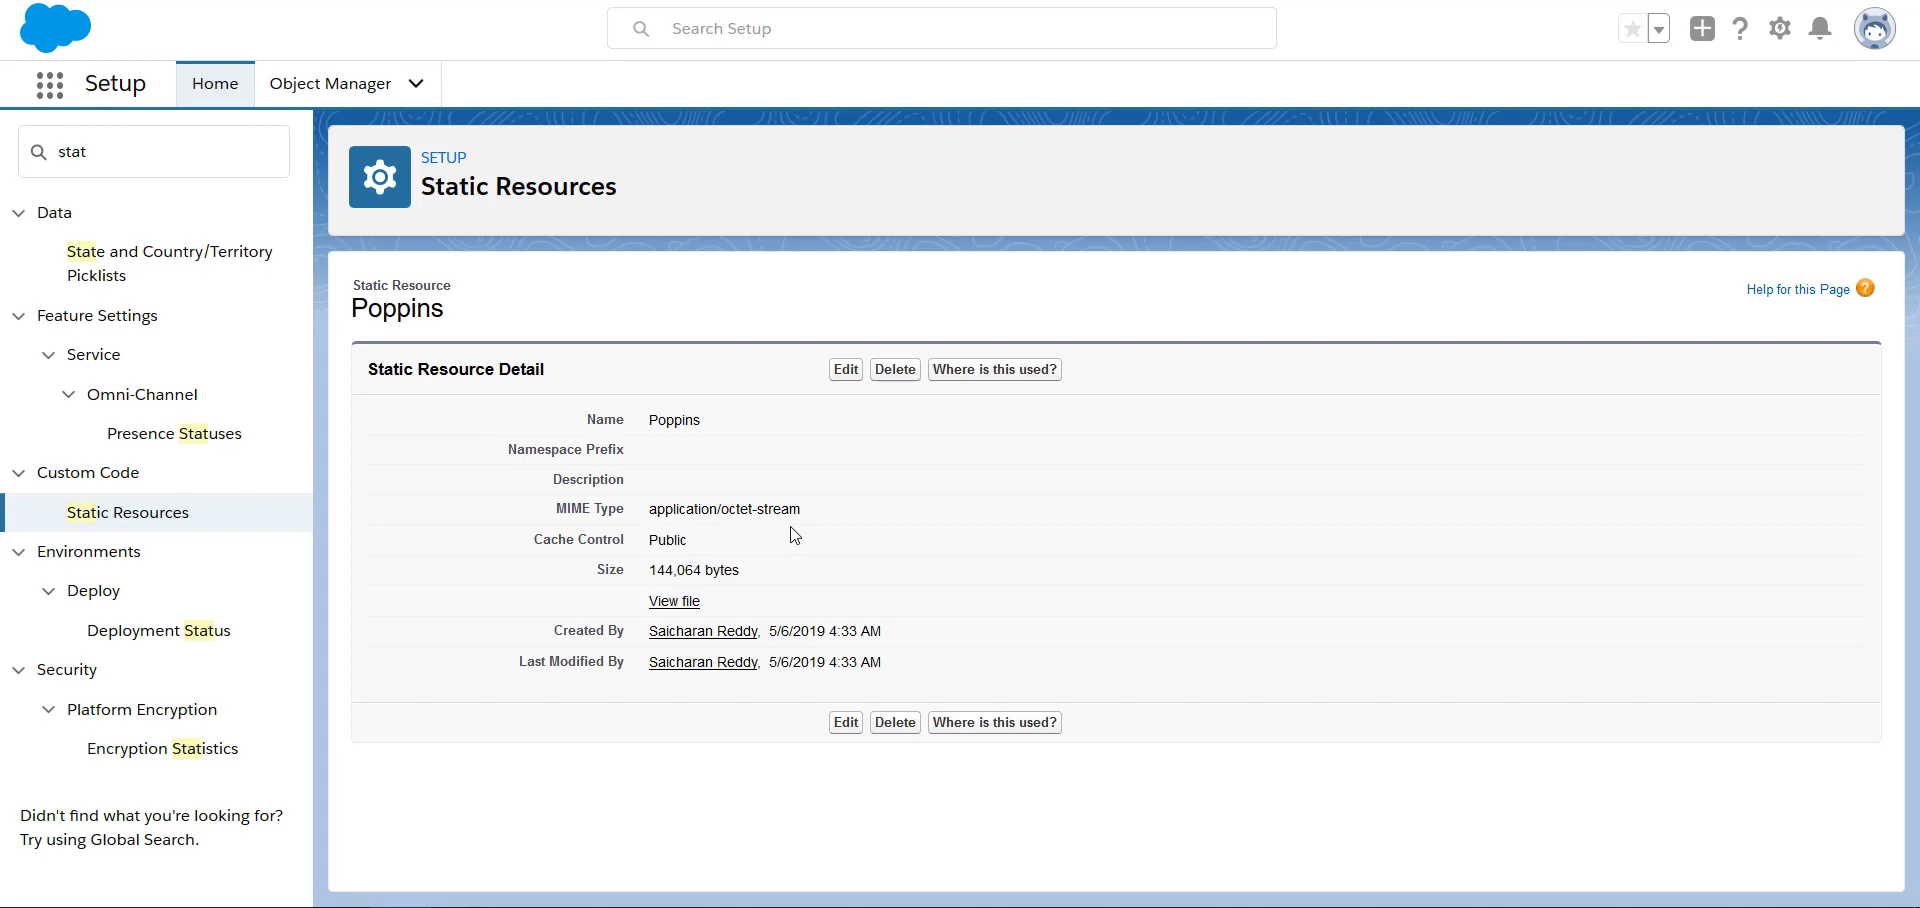 Search Setup
Setup
Home
Object Manager
stat
Data
State and Country/Territory
Picklists
Feature Settings
Service
Omni-Channel
Presence Statuses
Custom Code
Static Resources
Environments
Deploy
Deployment Status
Security
Platform Encryption
Encryption Statistics
Didn't find what you're looking for?
Try using Global Search.
SETUP
Static Resources
Static Resource
Poppins
Help for this Page ?
Static Resource Detail
Edit Delete Where is this used?
Name Poppins
Namespace Prefix
Description
MIME Type application/octet-stream
Cache Control Public
Size 144,064 bytes
View file
Created By Saicharan Reddy, 5/6/2019 4:33 AM
Last Modified By Saicharan Reddy, 5/6/2019 4:33 AM
Edit Delete Where is this used?